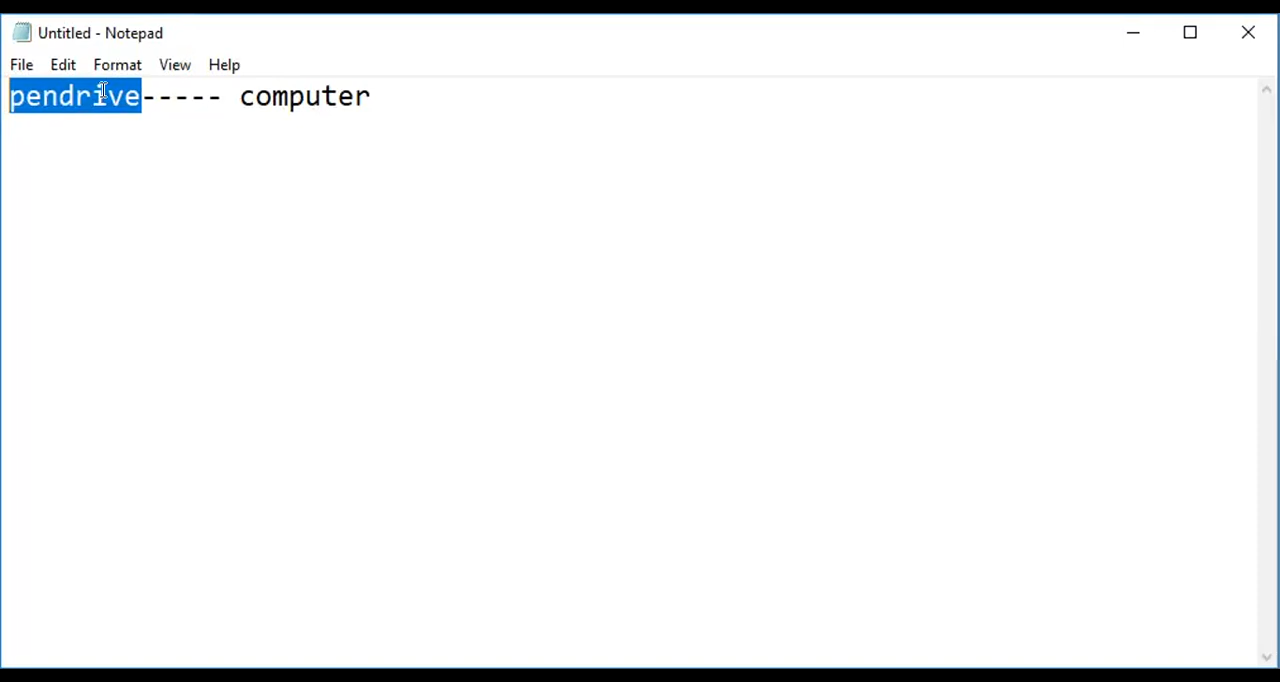 Untitled - Notepad
File Edit Format View Help
pendrive----- computer